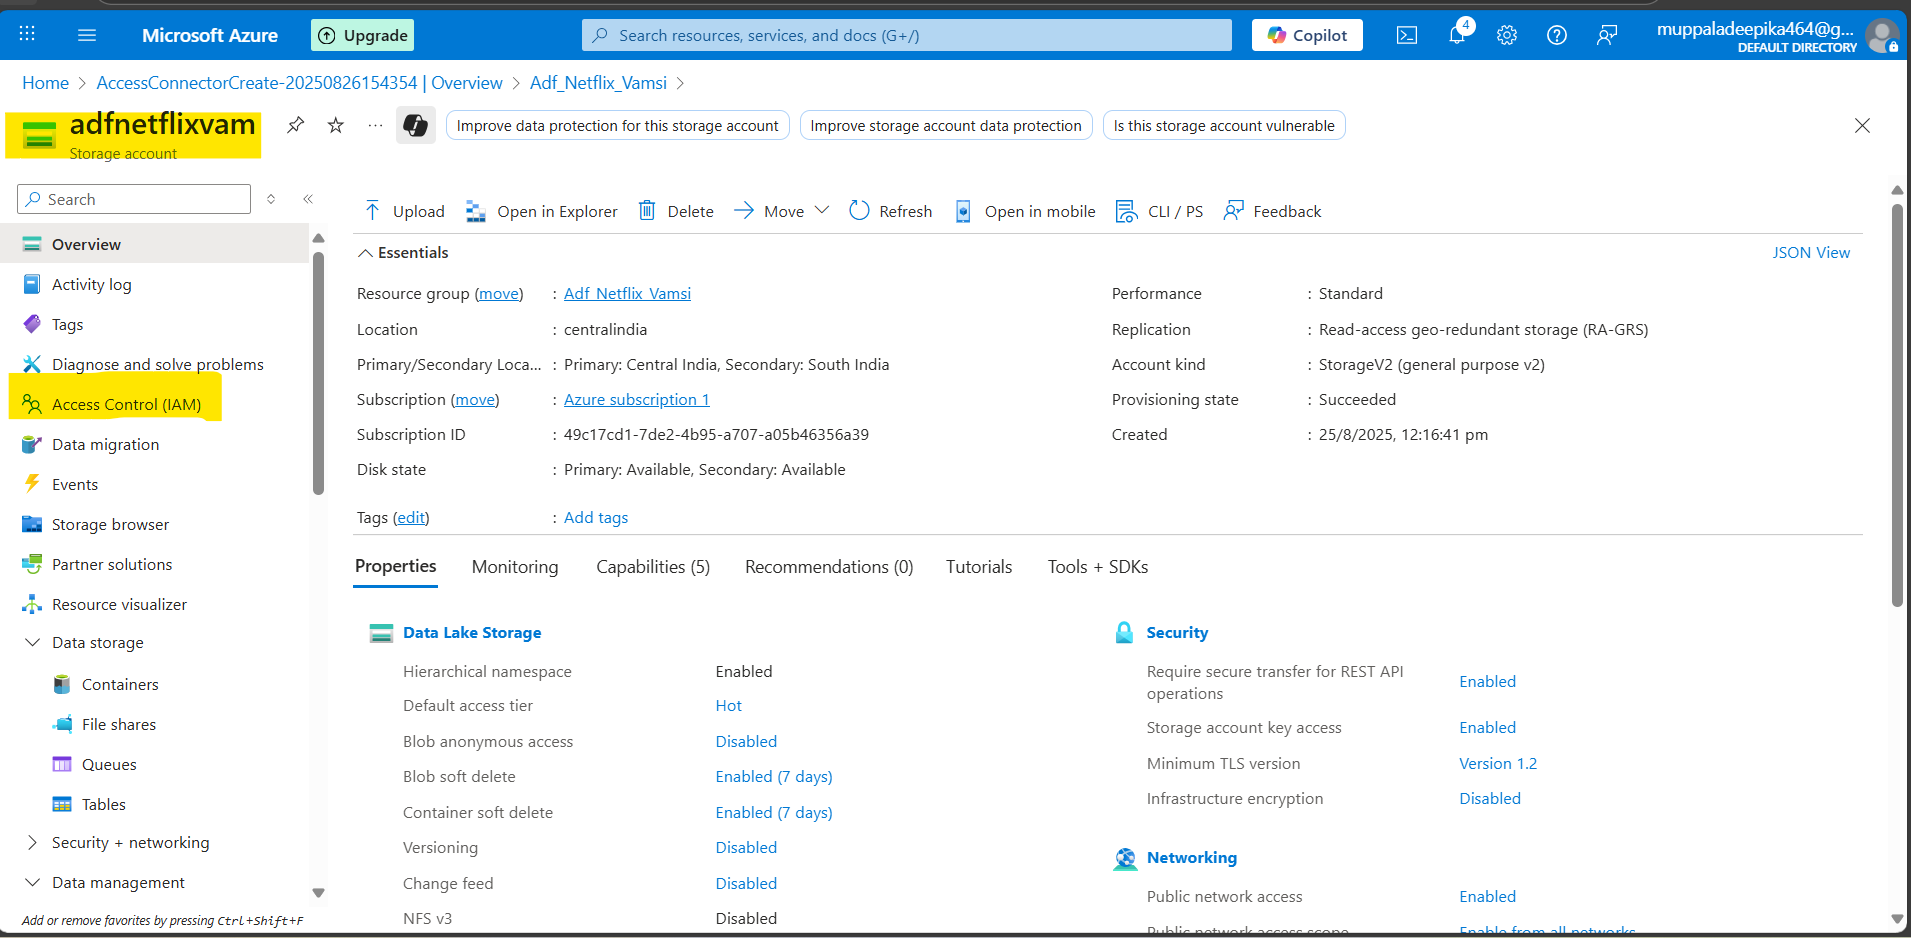 Microsoft Azure
Upgrade
Search resources, services, and docs (G+/)
Copilot
4
muppaladeepika464@g...
DEFAULT DIRECTORY
Home > AccessConnectorCreate-20250826154354 | Overview > Adf_Netflix_Vamsi >
adfnetflixvam
Storage account
...
Improve data protection for this storage account
Improve storage account data protection
Is this storage account vulnerable
Search
Overview
Activity log
Tags
Diagnose and solve problems
Access Control (IAM)
Data migration
Events
Storage browser
Partner solutions
Resource visualizer
Data storage
Containers
File shares
Queues
Tables
Security + networking
Data management
Add or remove favorites by pressing Ctrl+Shift+F
Upload
Open in Explorer
Delete
Move
Refresh
Open in mobile
CLI / PS
Feedback
Essentials
JSON View
Resource group (move) : Adf_Netflix_Vamsi
Location : centralindia
Primary/Secondary Loca... : Primary: Central India, Secondary: South India
Subscription (move) : Azure subscription 1
Subscription ID : 49c17cd1-7de2-4b95-a707-a05b46356a39
Disk state : Primary: Available, Secondary: Available
Tags (edit) : Add tags
Performance : Standard
Replication : Read-access geo-redundant storage (RA-GRS)
Account kind : StorageV2 (general purpose v2)
Provisioning state : Succeeded
Created : 25/8/2025, 12:16:41 pm
Properties
Monitoring
Capabilities (5)
Recommendations (0)
Tutorials
Tools + SDKs
Data Lake Storage
Hierarchical namespace Enabled
Default access tier Hot
Blob anonymous access Disabled
Blob soft delete Enabled (7 days)
Container soft delete Enabled (7 days)
Versioning Disabled
Change feed Disabled
NFS v3 Disabled
Security
Require secure transfer for REST API
operations
Enabled
Storage account key access Enabled
Minimum TLS version Version 1.2
Infrastructure encryption Disabled
Networking
Public network access Enabled
Public network access scope Enable from all networks